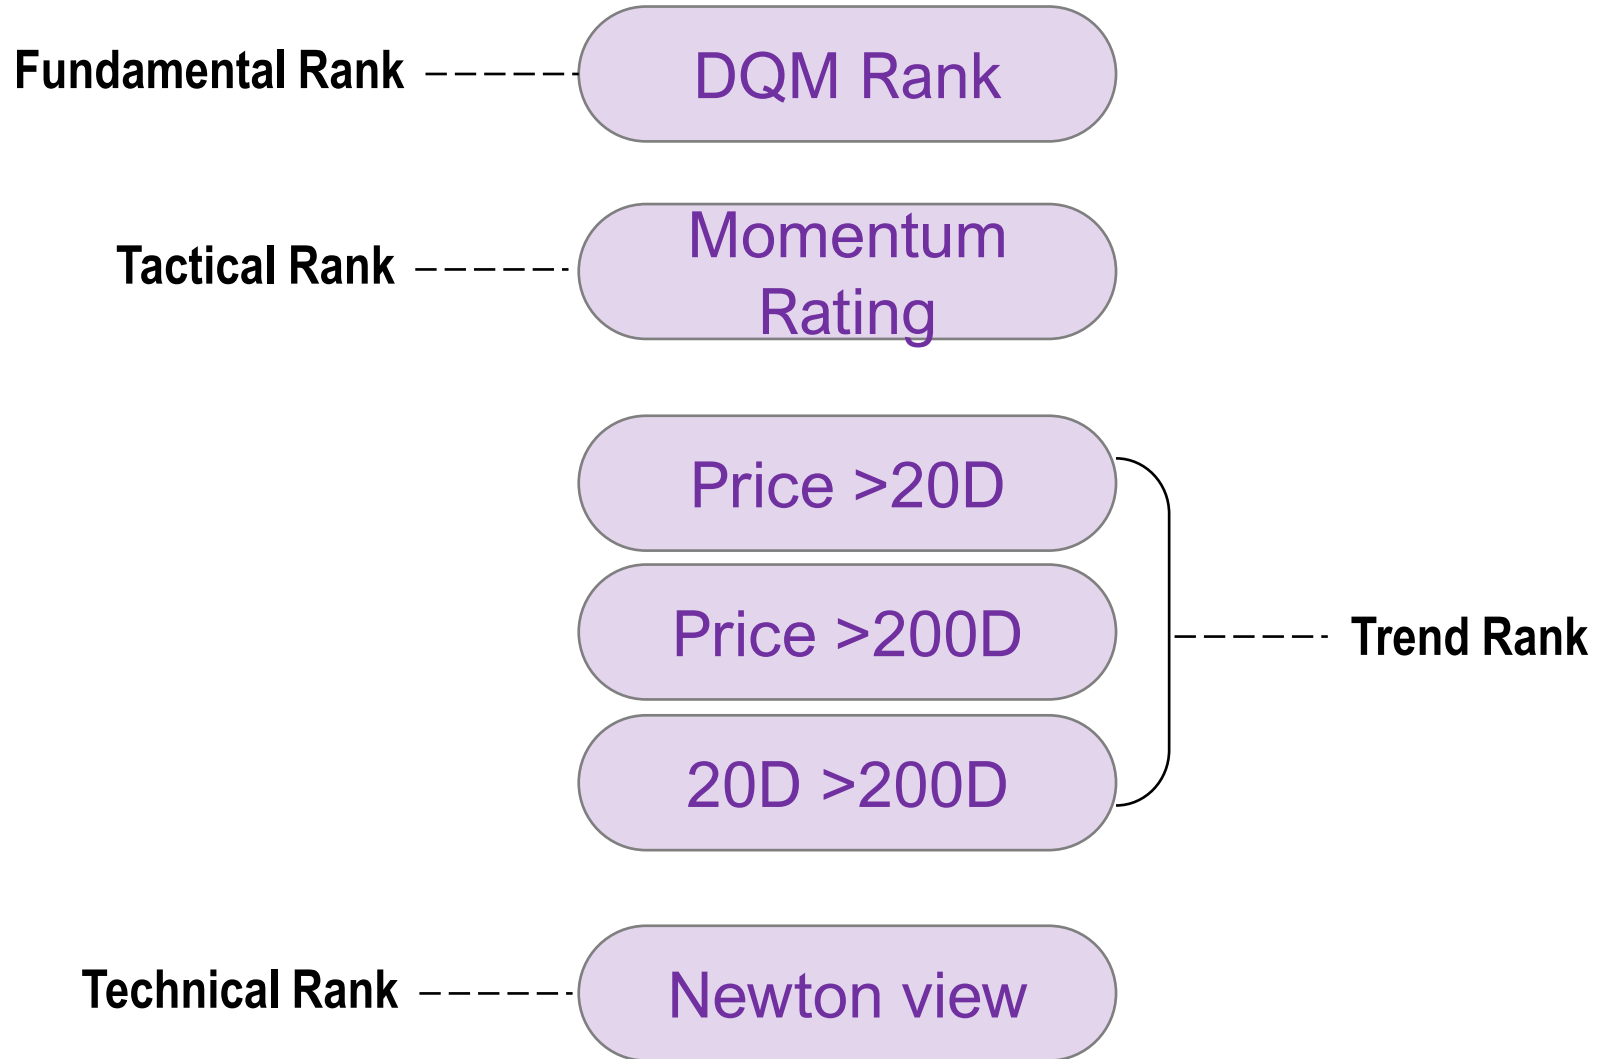 Fundamental Rank
DQM Rank
Tactical Rank
Momentum
Rating
Price >20D
Price >200D
Trend Rank
20D >200D
Technical Rank
Newton view